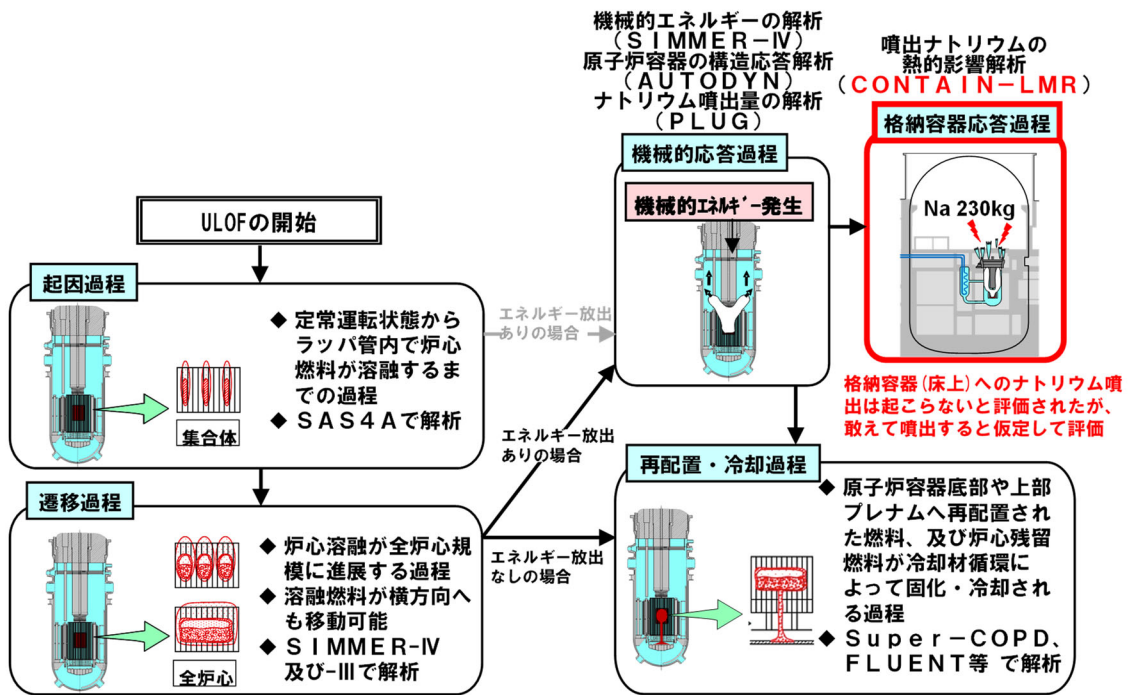 機械的エネルギーの解析
(SIMMER-Ⅳ)
原子炉容器の構造応答解析
(AUTODYN)
ナトリウム噴出量の解析
(PLUG)
噴出ナトリウムの
熱的影響解析
(CONTAIN-LMR)
機械的応答過程
格納容器応答過程
機械的ｴﾈﾙｷﾞｰ発生
Na 230kg
ULOFの開始
起因過程
◆ 定常運転状態から
ラッパ管内で炉心
燃料が溶融するま
での過程
◆ SAS4Aで解析
集合体
エネルギー放出
ありの場合
格納容器(床上)へのナトリウム噴
出は起こらないと評価されたが、
敢えて噴出すると仮定して評価
エネルギー放出
ありの場合
遷移過程
◆ 炉心溶融が全炉心規
模に進展する過程
◆ 溶融燃料が横方向へ
も移動可能
◆ SIMMER-Ⅳ
及び-Ⅲで解析
全炉心
エネルギー放出
なしの場合
再配置・冷却過程
◆ 原子炉容器底部や上部
プレナムへ再配置され
た燃料、及び炉心残留
燃料が冷却材循環に
よって固化・冷却され
る過程
◆ Super-COPD、
FLUENT等 で解析